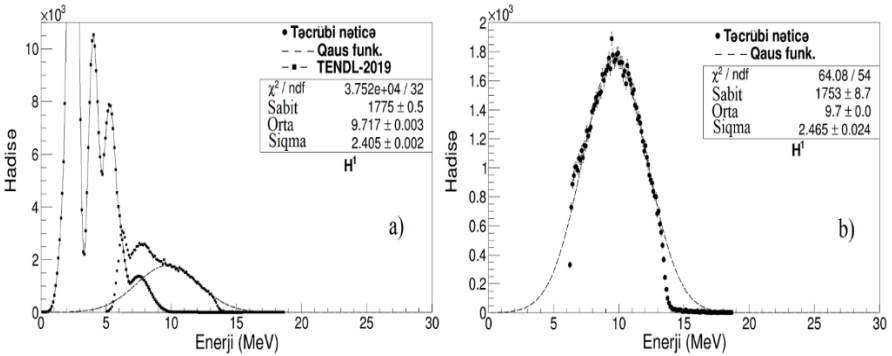 ×10³
10
8
6
4
2
0
Hadisə
Təcrübi nəticə
Qaus funk.
TENDL-2019
χ² / ndf 3.752e+04 / 32
Sabit 1775 ± 0.5
Orta 9.717 ± 0.003
Siqma 2.405 ± 0.002
H¹
a)
0 5 10 15 20 25 30
Enerji (MeV)
×10³
2
1.8
1.6
1.4
1.2
1
0.8
0.6
0.4
0.2
0
Hadisə
Təcrübi nəticə
Qaus funk.
χ² / ndf 64.08 / 54
Sabit 1753 ± 8.7
Orta 9.7 ± 0.0
Siqma 2.465 ± 0.024
H¹
b)
0 5 10 15 20 25 30
Enerji (MeV)